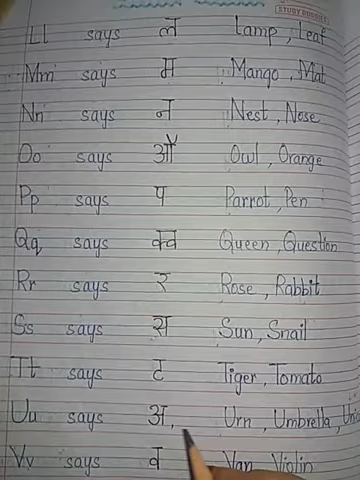 STUDY BUDDIES
Ll says ल Lamp, Leaf
Mm says म Mango, Mat
Nn says न Nest, Nose
Oo says ऑ Owl, Orange
Pp says प Parrot, Pen
Qq says क्व Queen, Question
Rr says र Rose, Rabbit
Ss says स Sun, Snail
Tt says ट Tiger, Tomato
Uu says अ, Urn, Umbrella,
Vv says व Van, Violin